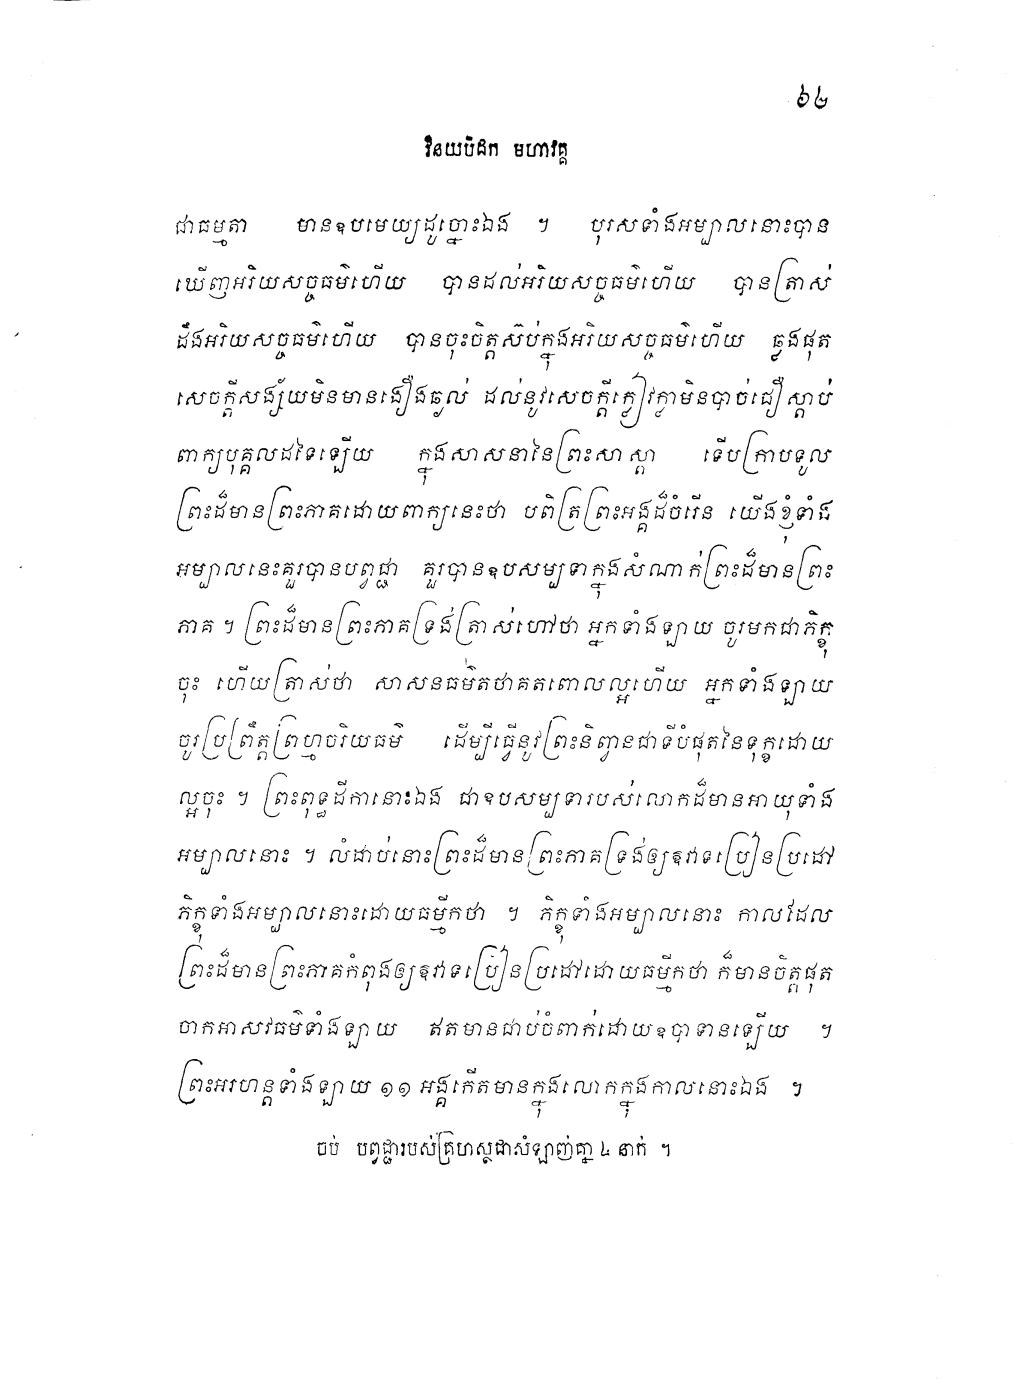 ៦៤
វិនយបិដក មហាវគ្គ
ជាធម្មតា មានឧបមេយ្យដូច្នោះឯង ។ បុរសទាំងអម្បាលនោះបាន
ឃើញអរិយសច្ចធម៌ហើយ បានដល់អរិយសច្ចធម៌ហើយ បានត្រាស់
ដឹងអរិយសច្ចធម៌ហើយ បានចុះចិត្តស៊ប់ក្នុងអរិយសច្ចធម៌ហើយ ឆ្លងផុត
សេចក្តីសង្ស័យមិនមានងឿងឆ្ងល់ ដល់នូវសេចក្តីក្លៀវក្លាមិនបាច់ជឿស្តាប់
ពាក្យបុគ្គលដទៃឡើយ ក្នុងសាសនានៃព្រះសាស្តា ទើបក្រាបទូល
ព្រះដ៏មានព្រះភាគដោយពាក្យនេះថា បពិត្រព្រះអង្គដ៏ចំរើន យើងខ្ញុំទាំង
អម្បាលនេះគួរបានបព្វជ្ជា គួរបានឧបសម្បទាក្នុងសំណាក់ព្រះដ៏មានព្រះ
ភាគ ។ ព្រះដ៏មានព្រះភាគទ្រង់ត្រាស់ហៅថា អ្នកទាំងឡាយ ចូរមកជាភិក្ខុ
ចុះ ហើយត្រាស់ថា សាសនធម៌តថាគតពោលល្អហើយ អ្នកទាំងឡាយ
ចូរប្រព្រឹត្តព្រហ្មចរិយធម៌ ដើម្បីធ្វើនូវព្រះនិព្វានជាទីបំផុតនៃទុក្ខដោយ
ល្អចុះ ។ ព្រះពុទ្ធដីកានោះឯង ជាឧបសម្បទារបស់លោកដ៏មានអាយុទាំង
អម្បាលនោះ ។ លំដាប់នោះព្រះដ៏មានព្រះភាគទ្រង់ឲ្យឱវាទប្រៀនប្រដៅ
ភិក្ខុទាំងអម្បាលនោះដោយធម្មីកថា ។ ភិក្ខុទាំងអម្បាលនោះ កាលដែល
ព្រះដ៏មានព្រះភាគកំពុងឲ្យឱវាទប្រៀនប្រដៅដោយធម្មីកថា ក៏មានចិត្តផុត
ចាកអាសវធម៌ទាំងឡាយ ឥតមានជាប់ចំពាក់ដោយឧបាទានឡើយ ។
ព្រះអរហន្តទាំងឡាយ ១១ អង្គកើតមានក្នុងលោកក្នុងកាលនោះឯង ។
ចប់ បព្វជ្ជារបស់គ្រហស្ថជាសំឡាញ់គ្នា ៤ នាក់ ។